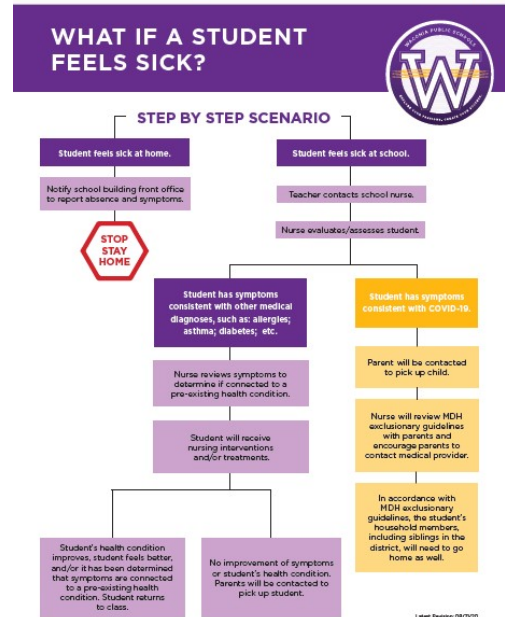 WHAT IF A STUDENT
FEELS SICK?
WACONIA PUBLIC SCHOOLS
W
STEP BY STEP SCENARIO
Student feels sick at home.
Notify school building front office
to report absence and symptoms.
STOP
STAY
HOME
Student feels sick at school.
Teacher contacts school nurse.
Nurse evaluates/assesses student.
Student has symptoms
consistent with other medical
diagnoses, such as: allergies;
asthma; diabetes; etc.
Nurse reviews symptoms to
determine if connected to a
pre-existing health condition.
Student will receive
nursing interventions
and/or treatments.
Student's health condition
improves, student feels better,
and/or it has been determined
that symptoms are connected
to a pre-existing health
condition. Student returns
to class.
No improvement of symptoms
or student's health condition.
Parents will be contacted to
pick up student.
Student has symptoms
consistent with COVID-19.
Parent will be contacted
to pick up child.
Nurse will review MDH
exclusionary guidelines
with parents and
encourage parents to
contact medical provider.
In accordance with
MDH exclusionary
guidelines, the student's
household members,
including siblings in the
district, will need to go
home as well.
Latest Revision: